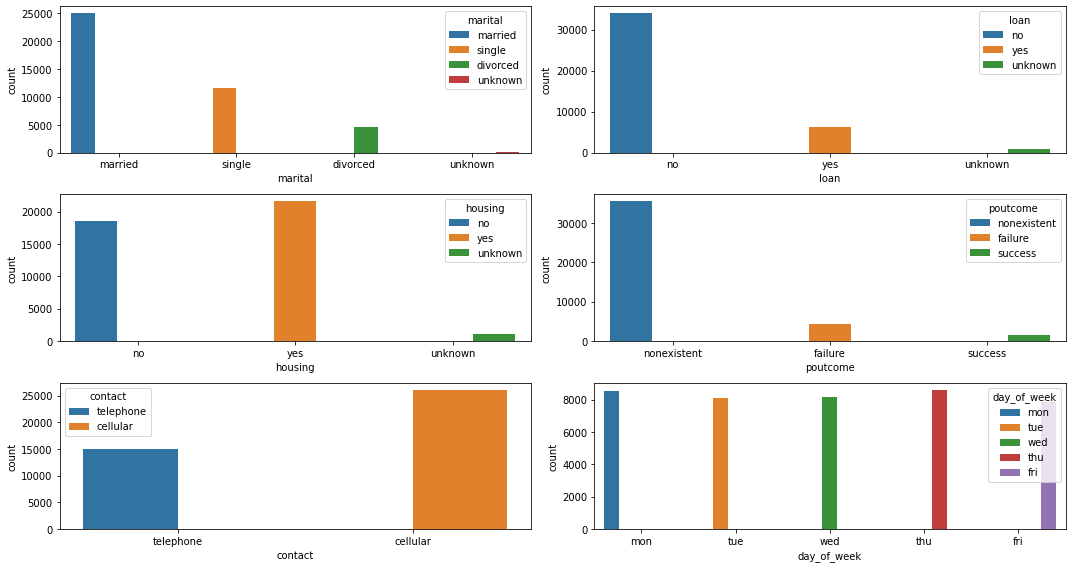 marital
married
single
divorced
unknown
25000
20000
15000
10000
5000
0
count
married single divorced unknown
marital
loan
no
yes
unknown
30000
20000
10000
0
count
no yes unknown
loan
housing
no
yes
unknown
20000
15000
10000
5000
0
count
no yes unknown
housing
poutcome
nonexistent
failure
success
30000
20000
10000
0
count
nonexistent failure success
poutcome
contact
telephone
cellular
25000
20000
15000
10000
5000
0
count
telephone cellular
contact
day_of_week
mon
tue
wed
thu
fri
8000
6000
4000
2000
0
count
mon tue wed thu fri
day_of_week